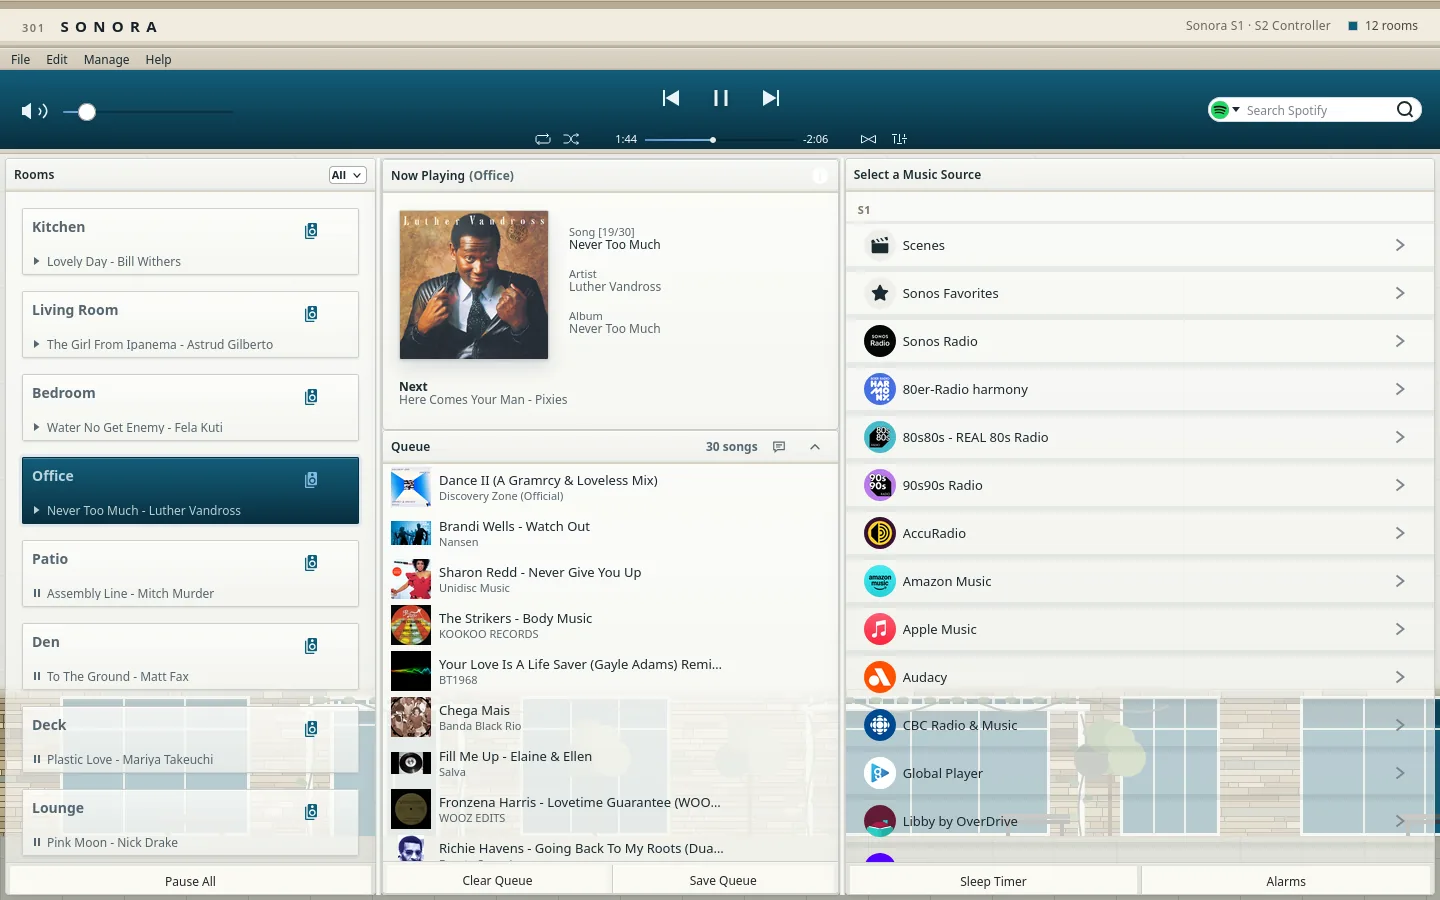 301 SONORA
Sonora S1 · S2 Controller
12 rooms
File Edit Manage Help
Search Spotify
1:44
-2:06
Rooms
All
Kitchen
Lovely Day - Bill Withers
Living Room
The Girl From Ipanema - Astrud Gilberto
Bedroom
Water No Get Enemy - Fela Kuti
Office
Never Too Much - Luther Vandross
Patio
Assembly Line - Mitch Murder
Den
To The Ground - Matt Fax
Deck
Plastic Love - Mariya Takeuchi
Lounge
Pink Moon - Nick Drake
Pause All
Now Playing (Office)
Luther Vandross
Song [19/30]
Never Too Much
Artist
Luther Vandross
Album
Never Too Much
Next
Here Comes Your Man - Pixies
Queue
30 songs
Dance II (A Gramrcy & Loveless Mix)
Discovery Zone (Official)
Brandi Wells - Watch Out
Nansen
Sharon Redd - Never Give You Up
Unidisc Music
The Strikers - Body Music
KOOKOO RECORDS
Your Love Is A Life Saver (Gayle Adams) Remi...
BT1968
Chega Mais
Banda Black Rio
Fill Me Up - Elaine & Ellen
Salva
Fronzena Harris - Lovetime Guarantee (WOO...
WOOZ EDITS
Richie Havens - Going Back To My Roots (Dua...
Clear Queue
Save Queue
Select a Music Source
S1
Scenes
Sonos Favorites
SONOS Radio
Sonos Radio
HARMONY
80er-Radio harmony
80s 80s
80s80s - REAL 80s Radio
90s 90s
90s90s Radio
AccuRadio
amazon music
Amazon Music
Apple Music
Audacy
CBC Radio & Music
Global Player
Libby by OverDrive
Sleep Timer
Alarms